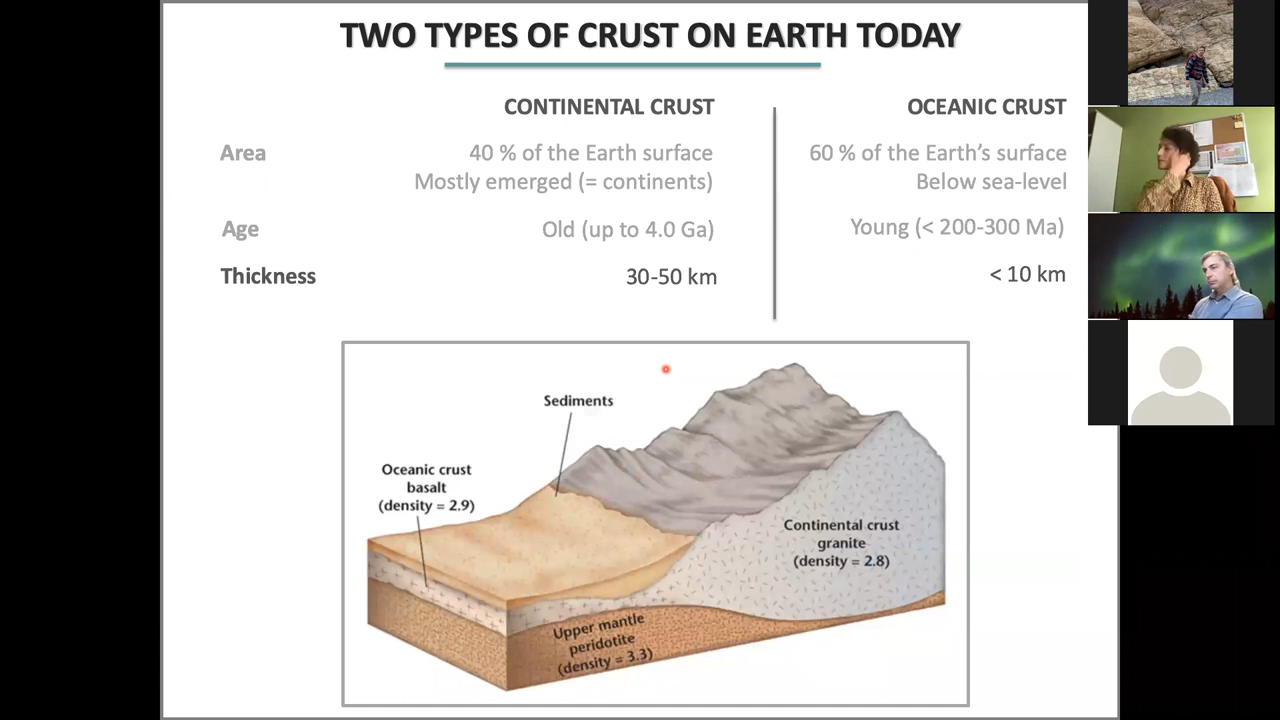 TWO TYPES OF CRUST ON EARTH TODAY
CONTINENTAL CRUST
OCEANIC CRUST
Area
40 % of the Earth surface
60 % of the Earth’s surface
Mostly emerged (= continents)
Below sea-level
Age
Old (up to 4.0 Ga)
Young (< 200-300 Ma)
Thickness
30-50 km
< 10 km
Sediments
Oceanic crust
basalt
(density = 2.9)
Continental crust
granite
(density = 2.8)
Upper mantle
peridotite
(density = 3.3)